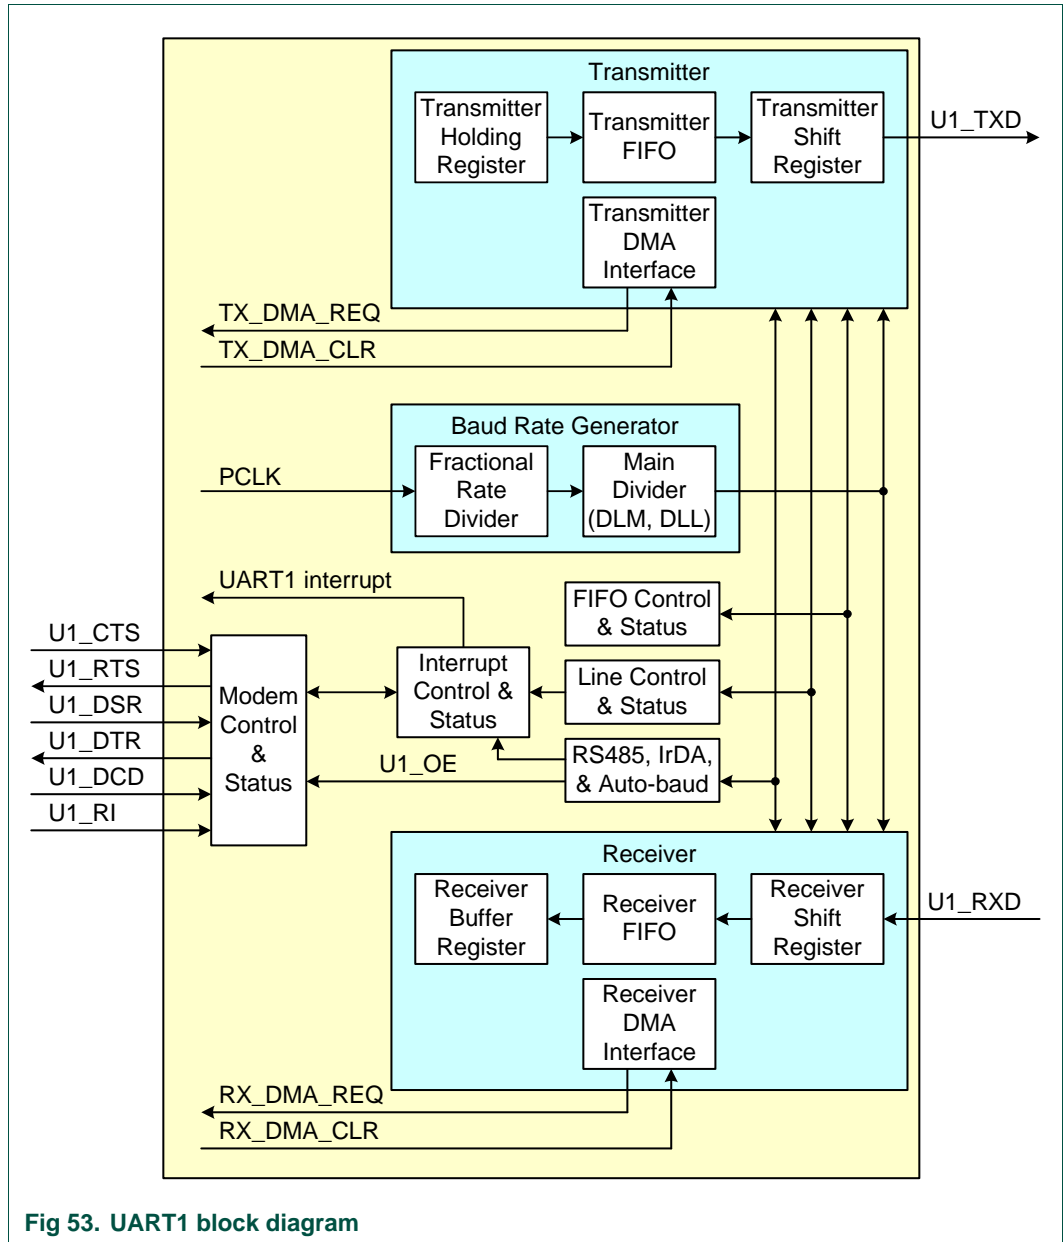 Transmitter
Transmitter
Holding
Register
Transmitter
FIFO
Transmitter
Shift
Register
U1_TXD
Transmitter
DMA
Interface
TX_DMA_REQ
TX_DMA_CLR
Baud Rate Generator
PCLK
Fractional
Rate
Divider
Main
Divider
(DLM, DLL)
UART1 interrupt
FIFO Control
& Status
U1_CTS
U1_RTS
U1_DSR
U1_DTR
U1_DCD
U1_RI
Modem
Control
&
Status
Interrupt
Control &
Status
Line Control
& Status
U1_OE
RS485, IrDA,
& Auto-baud
Receiver
Receiver
Buffer
Register
Receiver
FIFO
Receiver
Shift
Register
U1_RXD
Receiver
DMA
Interface
RX_DMA_REQ
RX_DMA_CLR
Fig 53. UART1 block diagram